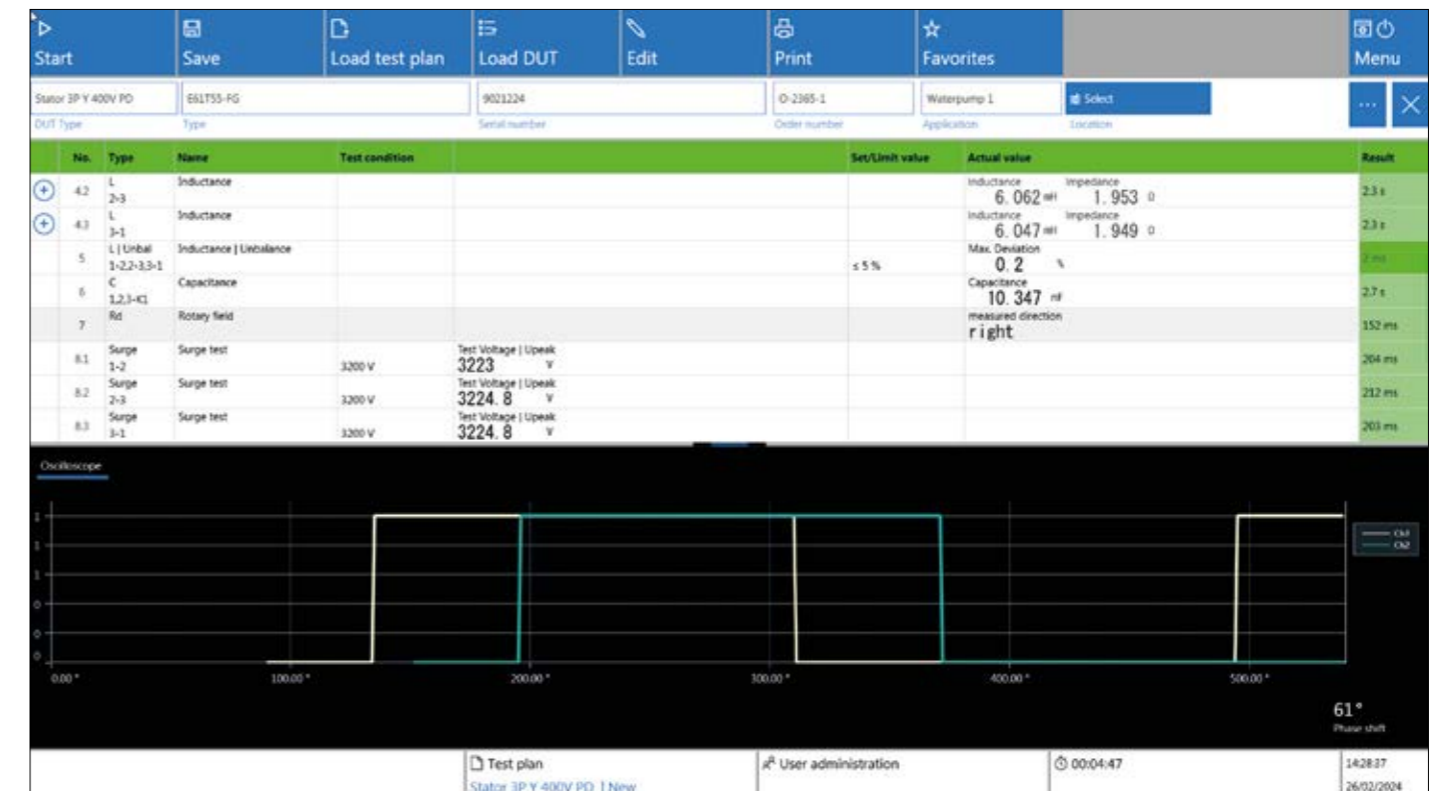 Start
Save
Load test plan
Load DUT
Edit
Print
Favorites
Menu
Stator 3P Y 400V PD
E61T55-FG
9021224
O-2365-1
Waterpump 1
Select
...
DUT Type
Type
Serial number
Order number
Application
Location
No. Type Name Test condition Set/Limit value Actual value Result
4.2 L Inductance Inductance Impedance 2.3 s
2-3 6.062 mH 1.953 Ω
4.3 L Inductance Inductance Impedance 2.3 s
3-1 6.047 mH 1.949 Ω
5 L | Unbal Inductance | Unbalance Max. Deviation 2 ms
1-2,2-3,3-1 ≤ 5 % 0.2 %
6 C Capacitance Capacitance 2.7 s
1,2,3-K1 10.347 nF
7 Rd Rotary field measured direction 152 ms
right
8.1 Surge Surge test Test Voltage | Upeak 204 ms
1-2 3200 V 3223 V
8.2 Surge Surge test Test Voltage | Upeak 212 ms
2-3 3200 V 3224.8 V
8.3 Surge Surge test Test Voltage | Upeak 203 ms
3-1 3200 V 3224.8 V
Oscilloscope
1
1
1
0
0
0
Ch1
Ch2
0.00 ° 100.00 ° 200.00 ° 300.00 ° 400.00 ° 500.00 °
61°
Phase shift
Test plan
Stator 3P Y 400V PD | New
User administration
00:04:47
14:28:37
26/02/2024